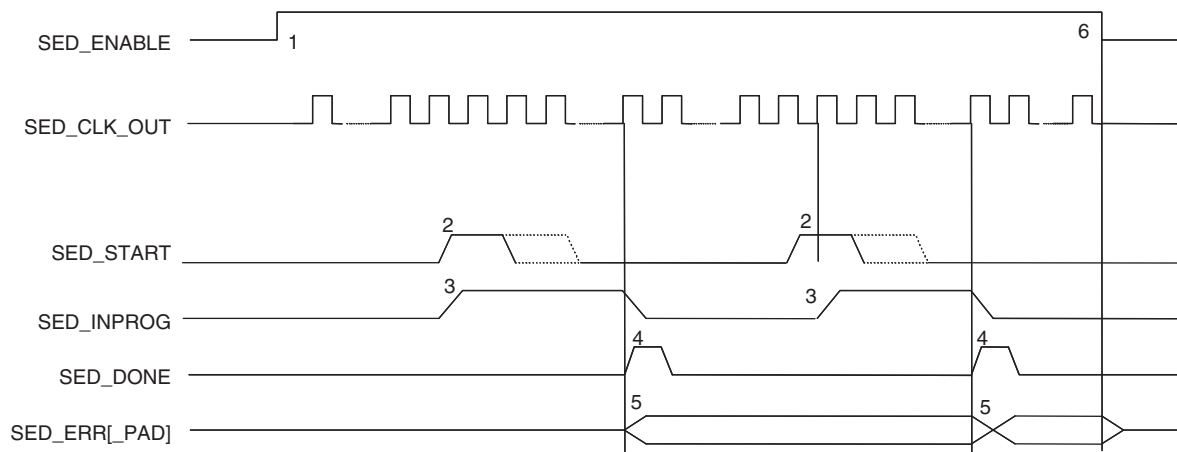 SED_ENABLE
1
6
SED_CLK_OUT
SED_START
2
2
SED_INPROG
3
3
SED_DONE
4
4
SED_ERR[_PAD]
5
5